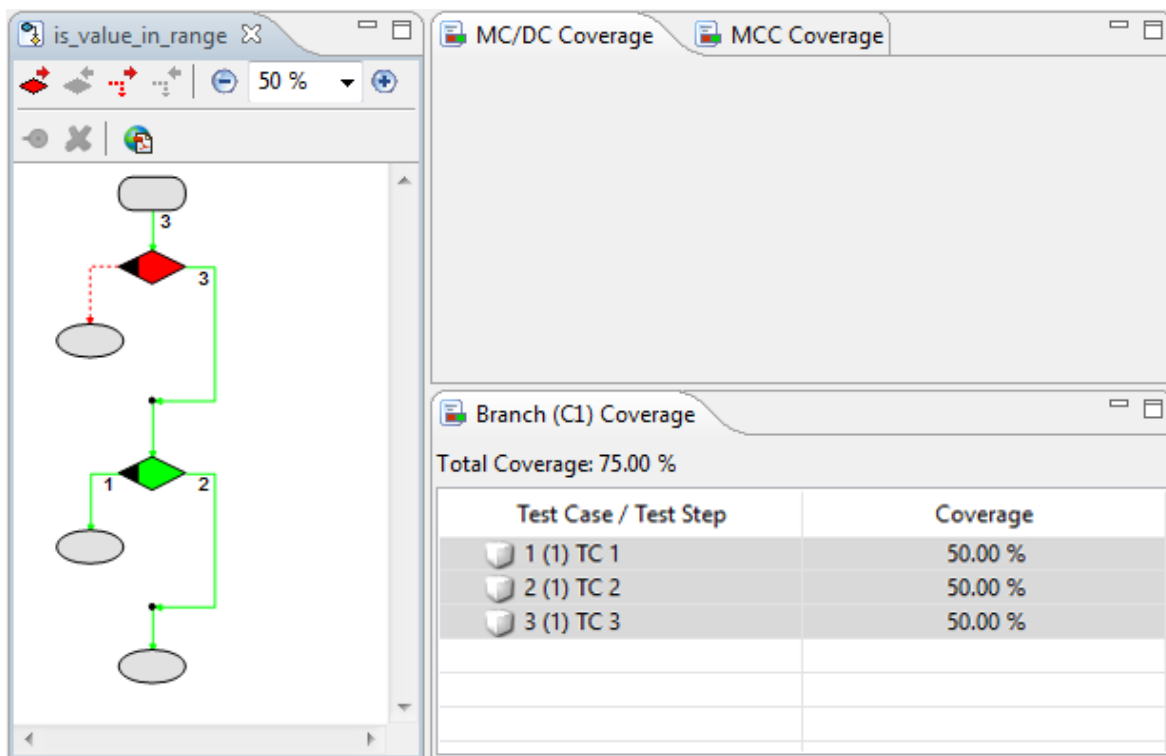 is_value_in_range
50 %
3
3
1
2
MC/DC Coverage
MCC Coverage
Branch (C1) Coverage
Total Coverage: 75.00 %
Test Case / Test Step Coverage
1 (1) TC 1 50.00 %
2 (1) TC 2 50.00 %
3 (1) TC 3 50.00 %